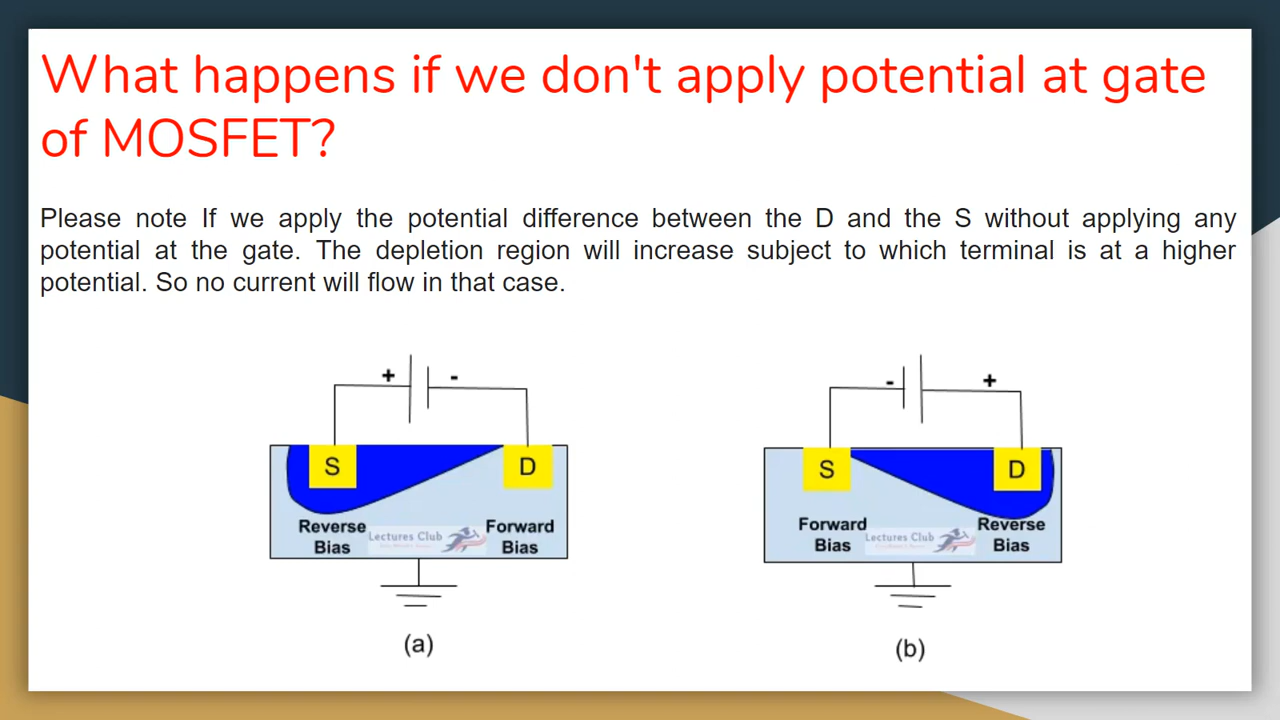 What happens if we don't apply potential at gate
of MOSFET?
Please note If we apply the potential difference between the D and the S without applying any
potential at the gate. The depletion region will increase subject to which terminal is at a higher
potential. So no current will flow in that case.
+ -
S D
Reverse Bias
Lectures Club
Forward Bias
(a)
- +
S D
Forward Bias
Lectures Club
Reverse Bias
(b)